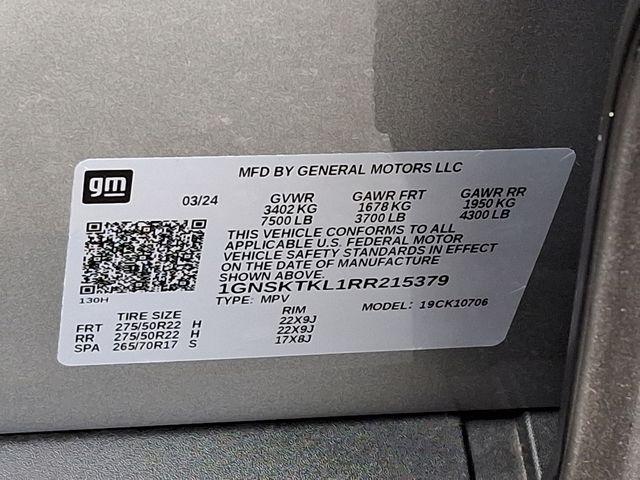 gm
MFD BY GENERAL MOTORS LLC
03/24
GVWR GAWR FRT GAWR RR
3402 KG 1678 KG 1950 KG
7500 LB 3700 LB 4300 LB
THIS VEHICLE CONFORMS TO ALL
APPLICABLE U.S. FEDERAL MOTOR
VEHICLE SAFETY STANDARDS IN EFFECT
ON THE DATE OF MANUFACTURE
SHOWN ABOVE.
1GNSKTKL1RR215379
130H
TYPE: MPV
MODEL: 19CK10706
TIRE SIZE RIM
FRT 275/50R22 H 22X9J
RR 275/50R22 H 22X9J
SPA 265/70R17 S 17X8J